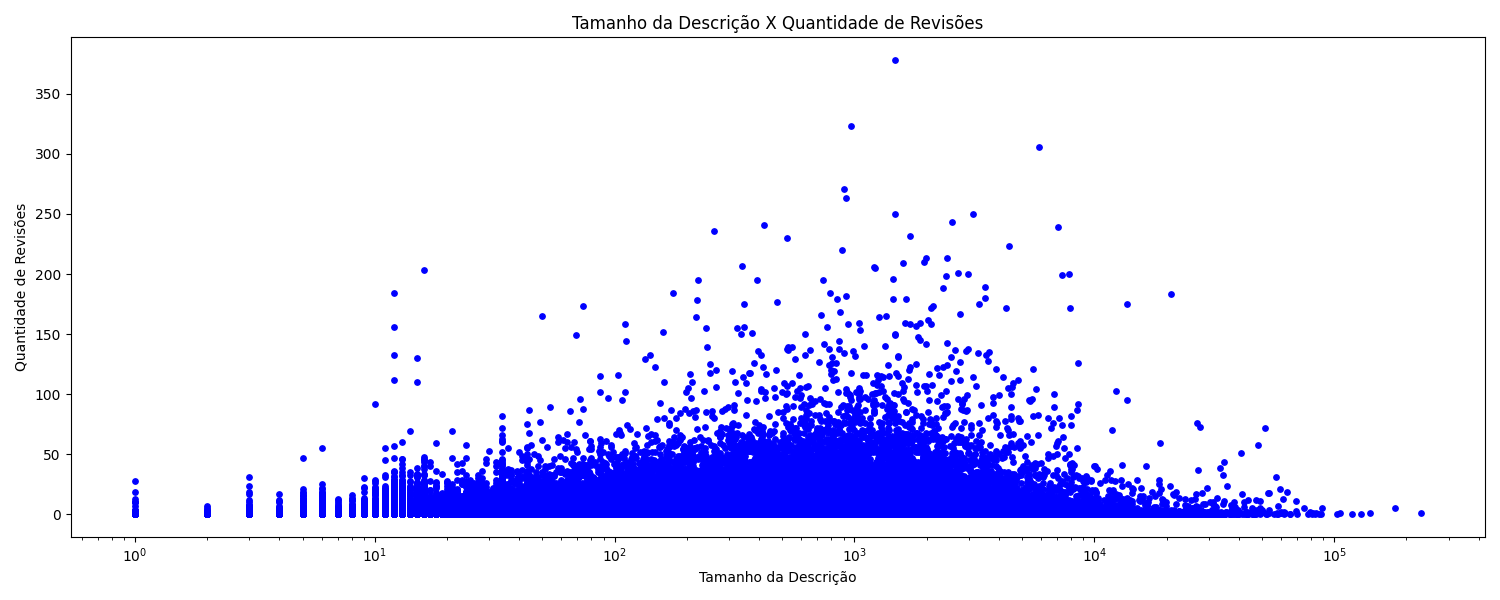 Tamanho da Descrição X Quantidade de Revisões
Quantidade de Revisões
350
300
250
200
150
100
50
0
10⁰ 10¹ 10² 10³ 10⁴ 10⁵
Tamanho da Descrição